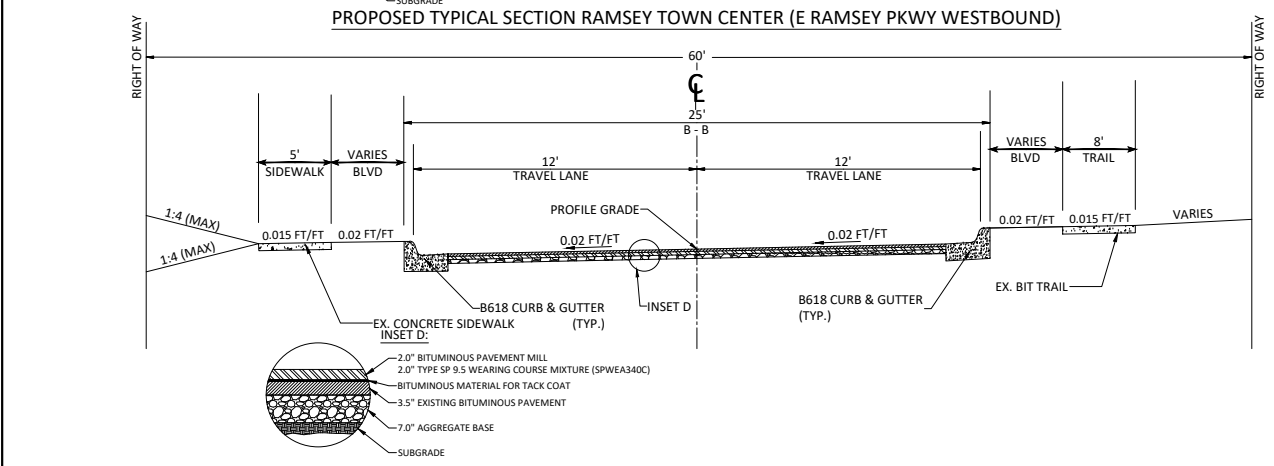 SUBGRADE
PROPOSED TYPICAL SECTION RAMSEY TOWN CENTER (E RAMSEY PKWY WESTBOUND)
RIGHT OF WAY
RIGHT OF WAY
60'
CL
25'
B - B
5'
SIDEWALK
VARIES
BLVD
12'
TRAVEL LANE
12'
TRAVEL LANE
VARIES
BLVD
8'
TRAIL
1:4 (MAX)
1:4 (MAX)
0.015 FT/FT
0.02 FT/FT
PROFILE GRADE
0.02 FT/FT
0.02 FT/FT
0.02 FT/FT
0.015 FT/FT
VARIES
EX. CONCRETE SIDEWALK
B618 CURB & GUTTER
(TYP.)
INSET D
B618 CURB & GUTTER
(TYP.)
EX. BIT TRAIL
INSET D:
2.0" BITUMINOUS PAVEMENT MILL
2.0" TYPE SP 9.5 WEARING COURSE MIXTURE (SPWEA340C)
BITUMINOUS MATERIAL FOR TACK COAT
3.5" EXISTING BITUMINOUS PAVEMENT
7.0" AGGREGATE BASE
SUBGRADE